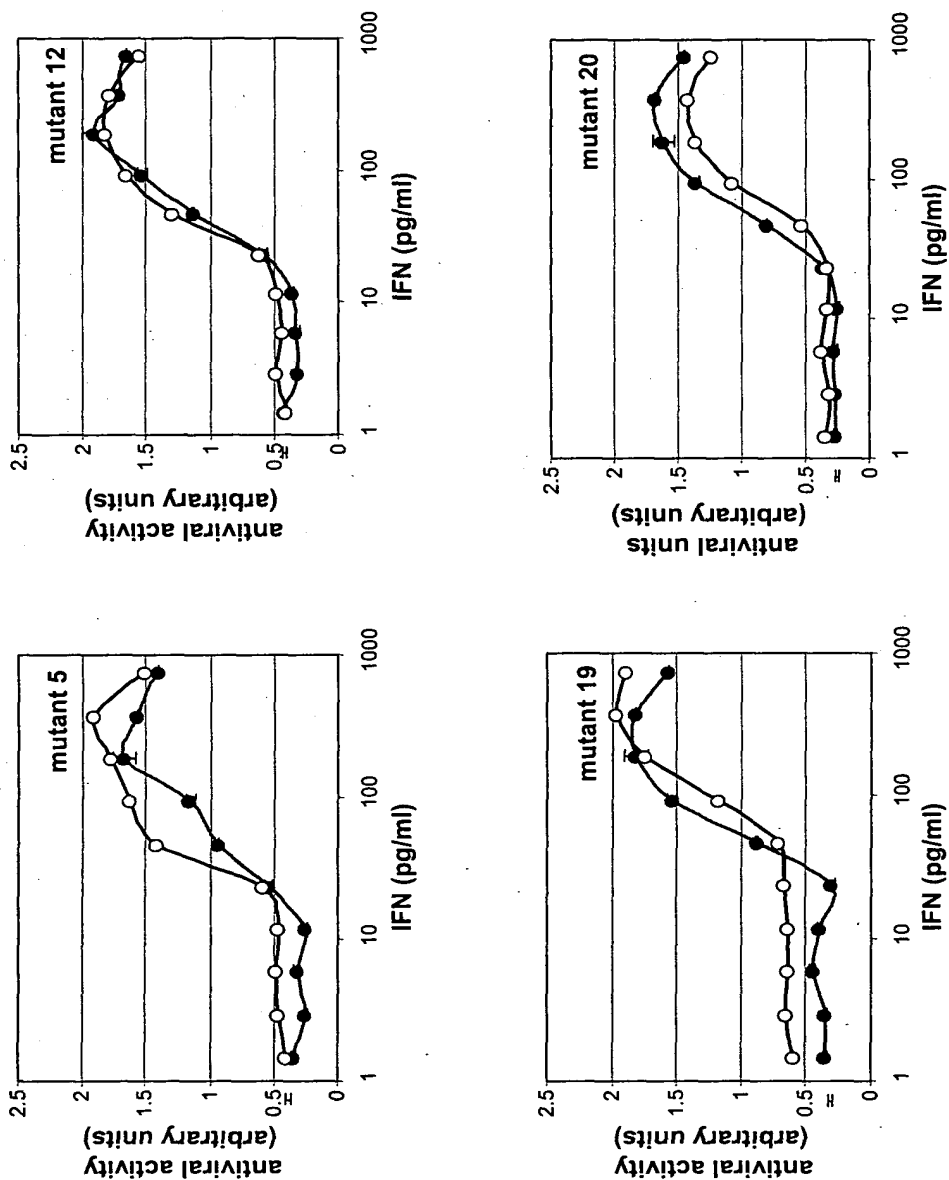 mutant 5
antiviral activity
(arbitrary units)
2.5
2
1.5
1
0.5
0
1
10
100
1000
IFN (pg/ml)
mutant 12
antiviral activity
(arbitrary units)
2.5
2
1.5
1
0.5
0
1
10
100
1000
IFN (pg/ml)
mutant 19
antiviral activity
(arbitrary units)
2.5
2
1.5
1
0.5
0
1
10
100
1000
IFN (pg/ml)
mutant 20
antiviral units
(arbitrary units)
2.5
2
1.5
1
0.5
0
1
10
100
1000
IFN (pg/ml)